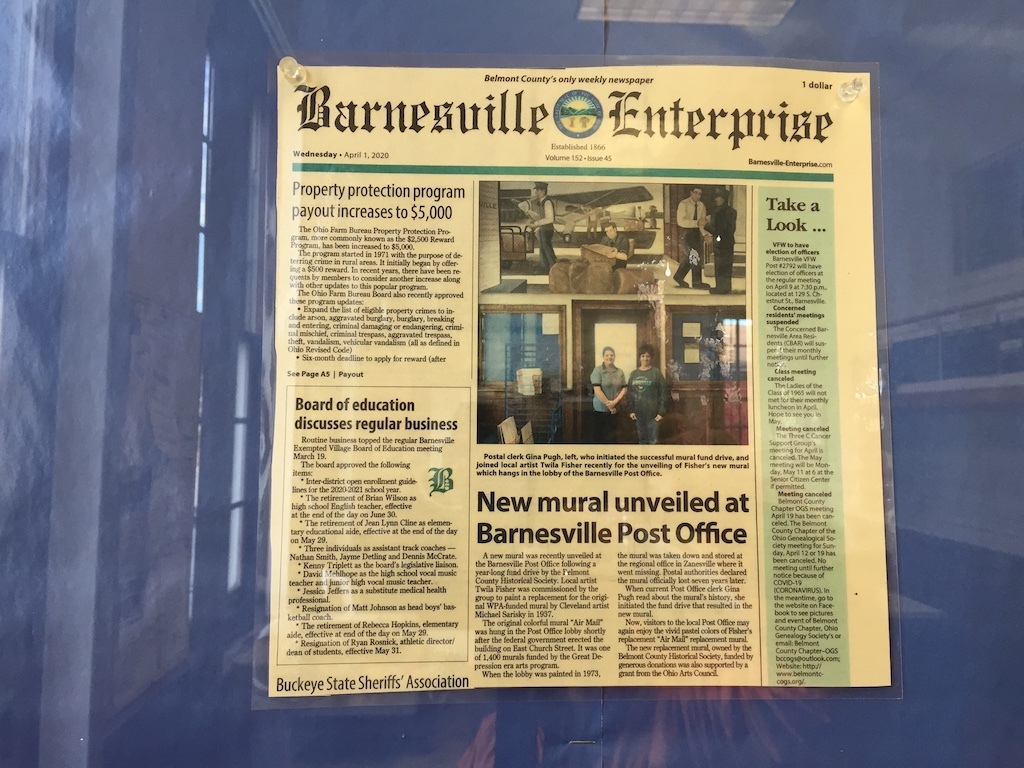 Belmont County's only weekly newspaper
1 dollar
Barnesville Enterprise
Established 1866
Wednesday • April 1, 2020
Volume 152 • Issue 45
Barnesville-Enterprise.com
Property protection program
payout increases to $5,000
The Ohio Farm Bureau Property Protection Pro-
gram, more commonly known as the $2,500 Reward
Program, has been increased to $5,000.
The program started in 1971 with the purpose of de-
terring crime in rural areas. It initially began by offer-
ing a $500 reward. In recent years, there have been re-
quests by members to consider another increase along
with other updates to this popular program.
The Ohio Farm Bureau Board also recently approved
these program updates:
• Expand the list of eligible property crimes to in-
clude arson, aggravated burglary, burglary, breaking
and entering, criminal damaging or endangering, crimi-
nal mischief, criminal trespass, aggravated trespass,
theft, vandalism, vehicular vandalism (all as defined in
Ohio Revised Code)
• Six-month deadline to apply for reward (after
See Page A5 | Payout
Board of education
discusses regular business
Routine business topped the regular Barnesville
Exempted Village Board of Education meeting
March 19.
The board approved the following
items:
* Inter-district open enrollment guide-
lines for the 2020-2021 school year.
* The retirement of Brian Wilson as
high school English teacher, effective
at the end of the day on June 30.
* The retirement of Jean Lynn Cline as elemen-
tary educational aide, effective at the end of the day
on May 29.
* Three individuals as assistant track coaches —
Nathan Smith, Jayme Detling and Dennis McCrate.
* Kenny Triplett as the board's legislative liaison.
* David as the high school vocal music
teacher and junior high vocal music teacher.
* Jessica Jeffers as a substitute medical health
professional.
* Resignation of Matt Johnson as head boys' bas-
ketball coach.
* The retirement of Rebecca Hopkins, elementary
aide, effective at end of the day on May 29.
* Resignation of Ryan Rosnick, athletic director/
dean of students, effective May 31.
B
Buckeye State Sheriffs' Association
VILLE
Postal clerk Gina Pugh, left, who initiated the successful mural fund drive, and
joined local artist Twila Fisher recently for the unveiling of Fisher's new mural
which hangs in the lobby of the Barnesville Post Office.
New mural unveiled at
Barnesville Post Office
A new mural was recently unveiled at
the Barnesville Post Office following a
year-long fund drive by the Belmont
County Historical Society. Local artist
Twila Fisher was commissioned by the
group to paint a replacement for the origi-
nal WPA-funded mural by Cleveland artist
Michael Sarisky in 1937.
The original colorful mural "Air Mail"
was hung in the Post Office lobby shortly
after the federal government erected the
building on East Church Street. It was one
of 1,400 murals funded by the Great De-
pression era arts program.
When the lobby was painted in 1973,
the mural was taken down and stored at
the regional office in Zanesville where it
went missing. Postal authorities declared
the mural officially lost seven years later.
When current Post Office clerk Gina
Pugh read about the mural's history, she
initiated the fund drive that resulted in the
new mural.
Now, visitors to the local Post Office may
again enjoy the vivid pastel colors of Fisher's
replacement "Air Mail" replacement mural.
The new replacement mural, owned by the
Belmont County Historical Society, funded by
generous donations was also supported by a
grant from the Ohio Arts Council.
Take a
Look ...
VFW to have
election of officers
Barnesville VFW
Post #2792 will have
election of officers at
the regular meeting
on April 9 at 7:30 p.m.,
located at 129 S. Ch-
estnut St., Barnesville.
Concerned
residents' meetings
suspended
The Concerned Bar-
nesville Area Resi-
dents (CBAR) will sus-
pend their monthly
meetings until further
notice.
Class meeting
canceled
The Ladies of the
Class of 1965 will not
met for their monthly
luncheon in April.
Hope to see you in
May.
Meeting canceled
The Three C Cancer
Support Group's
meeting for April is
canceled. The May
meeting will be Mon-
day, May 11 at 6 at the
Senior Citizen Center
if permitted.
Meeting canceled
Belmont County
Chapter OGS meeting
April 19 has been can-
celed. The Belmont
County Chapter of the
Ohio Genealogical So-
ciety meeting for Sun-
day, April 12 or 19 has
been canceled. No
meeting until further
notice because of
COVID-19
(CORONAVIRUS). In
the meantime, go to
the website on Face-
book to see pictures
and event of Belmont
County Chapter, Ohio
Genealogy Society's or
email: Belmont
County Chapter-OGS
bccogs@outlook.com;
Website: http://
www.belmontc-
cogs.org/.